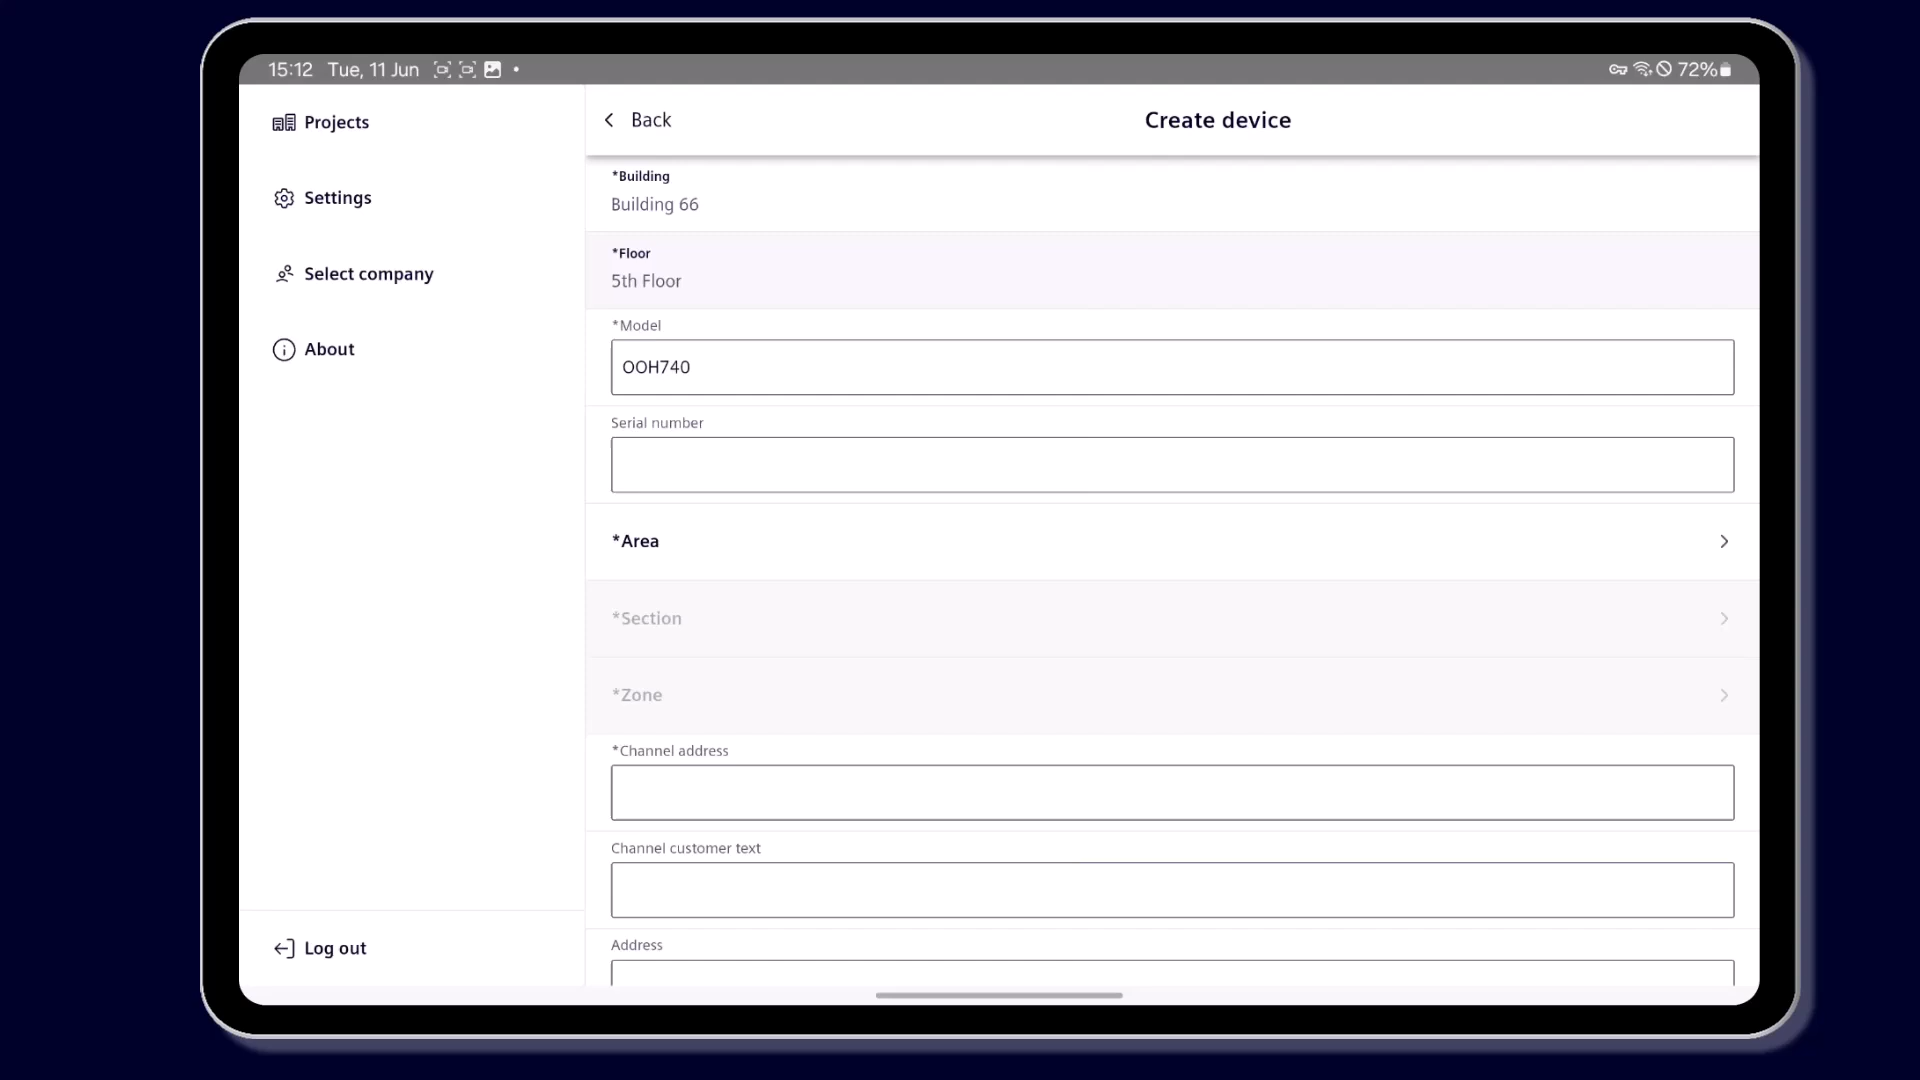 15:12 Tue, 11 Jun
72%
Projects
Settings
Select company
About
Log out
Back
Create device
*Building
Building 66
*Floor
5th Floor
*Model
OOH740
Serial number
*Area
*Section
*Zone
*Channel address
Channel customer text
Address